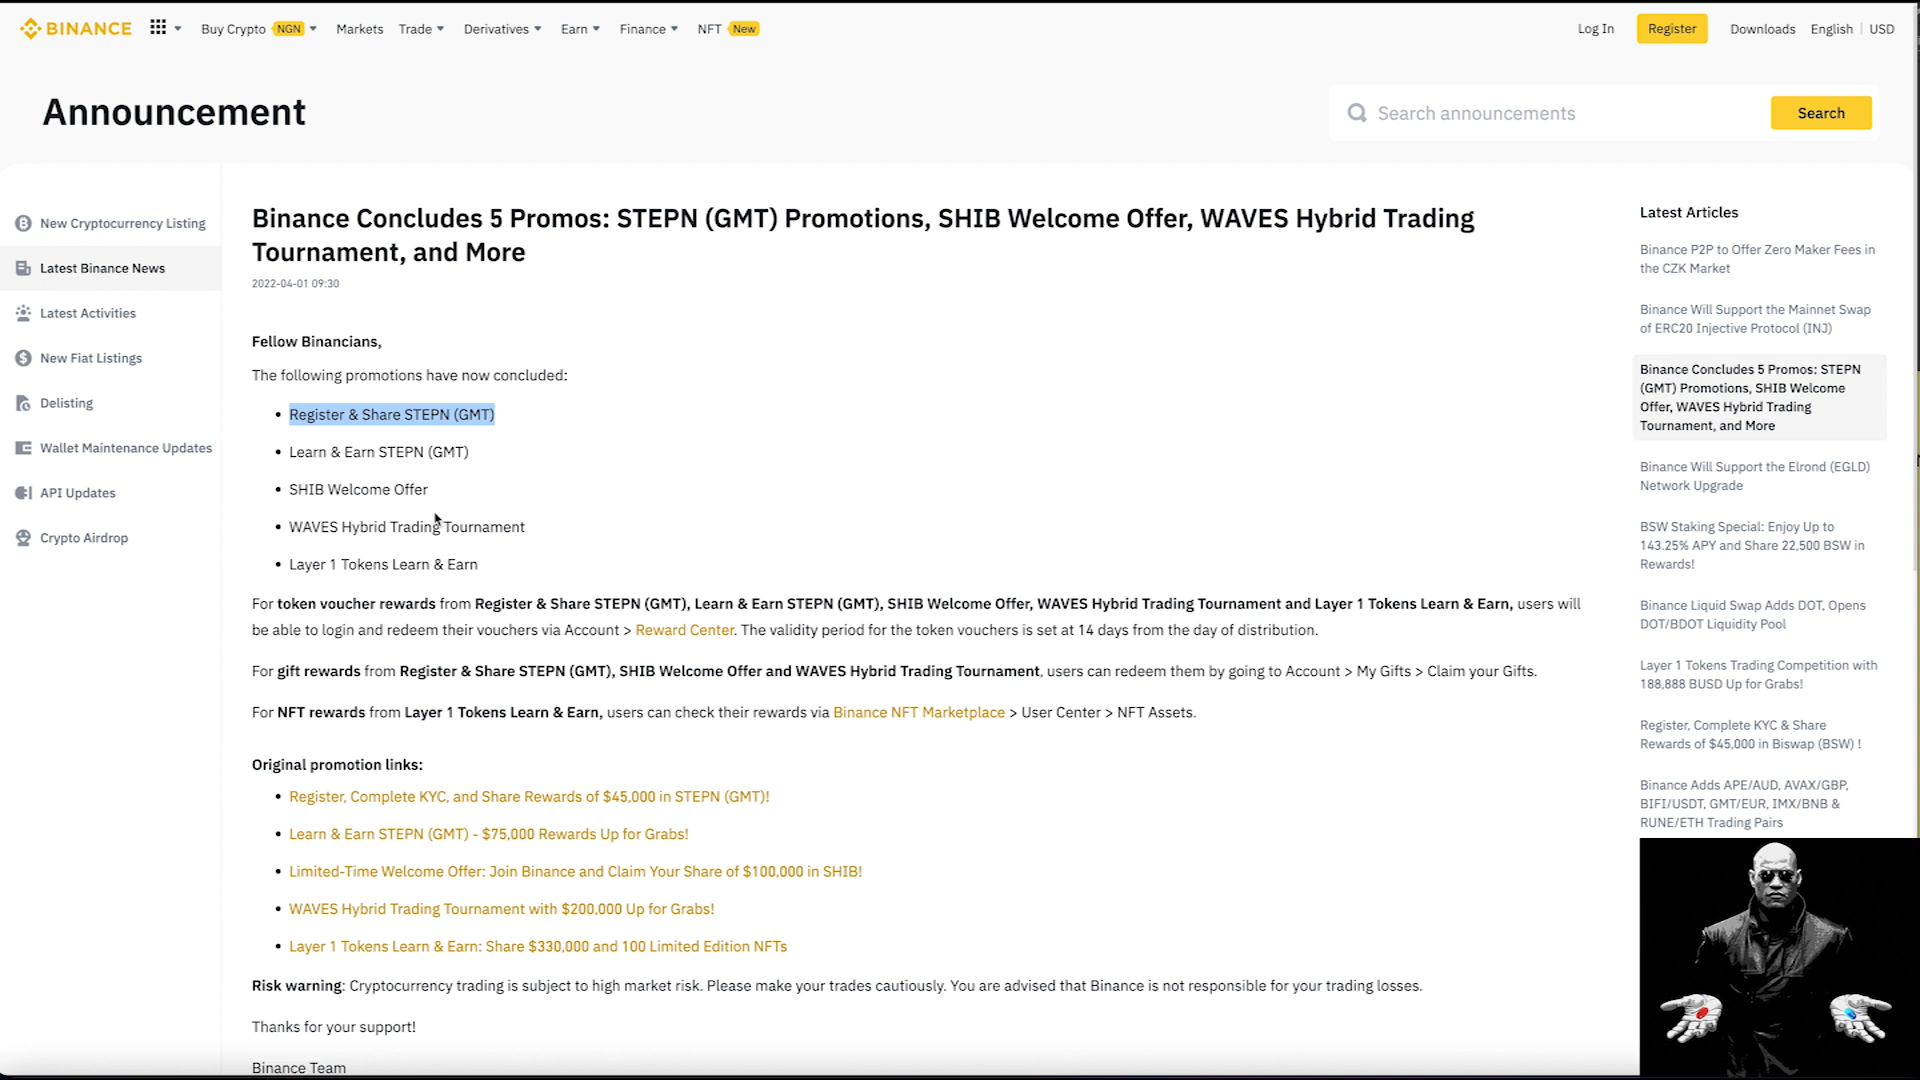 BINANCE
Buy Crypto NGN
Markets
Trade
Derivatives
Earn
Finance
NFT New
Log In
Register
Downloads
English | USD
Announcement
Search announcements
Search
New Cryptocurrency Listing
Latest Binance News
Latest Activities
New Fiat Listings
Delisting
Wallet Maintenance Updates
API Updates
Crypto Airdrop
Binance Concludes 5 Promos: STEPN (GMT) Promotions, SHIB Welcome Offer, WAVES Hybrid Trading
Tournament, and More
2022-04-01 09:30
Fellow Binancians,
The following promotions have now concluded:
• Register & Share STEPN (GMT)
• Learn & Earn STEPN (GMT)
• SHIB Welcome Offer
• WAVES Hybrid Trading Tournament
• Layer 1 Tokens Learn & Earn
For token voucher rewards from Register & Share STEPN (GMT), Learn & Earn STEPN (GMT), SHIB Welcome Offer, WAVES Hybrid Trading Tournament and Layer 1 Tokens Learn & Earn, users will
be able to login and redeem their vouchers via Account > Reward Center. The validity period for the token vouchers is set at 14 days from the day of distribution.
For gift rewards from Register & Share STEPN (GMT), SHIB Welcome Offer and WAVES Hybrid Trading Tournament, users can redeem them by going to Account > My Gifts > Claim your Gifts.
For NFT rewards from Layer 1 Tokens Learn & Earn, users can check their rewards via Binance NFT Marketplace > User Center > NFT Assets.
Original promotion links:
• Register, Complete KYC, and Share Rewards of $45,000 in STEPN (GMT)!
• Learn & Earn STEPN (GMT) - $75,000 Rewards Up for Grabs!
• Limited-Time Welcome Offer: Join Binance and Claim Your Share of $100,000 in SHIB!
• WAVES Hybrid Trading Tournament with $200,000 Up for Grabs!
• Layer 1 Tokens Learn & Earn: Share $330,000 and 100 Limited Edition NFTs
Risk warning: Cryptocurrency trading is subject to high market risk. Please make your trades cautiously. You are advised that Binance is not responsible for your trading losses.
Thanks for your support!
Binance Team
Latest Articles
Binance P2P to Offer Zero Maker Fees in
the CZK Market
Binance Will Support the Mainnet Swap
of ERC20 Injective Protocol (INJ)
Binance Concludes 5 Promos: STEPN
(GMT) Promotions, SHIB Welcome
Offer, WAVES Hybrid Trading
Tournament, and More
Binance Will Support the Elrond (EGLD)
Network Upgrade
BSW Staking Special: Enjoy Up to
143.25% APY and Share 22,500 BSW in
Rewards!
Binance Liquid Swap Adds DOT, Opens
DOT/BDOT Liquidity Pool
Layer 1 Tokens Trading Competition with
188,888 BUSD Up for Grabs!
Register, Complete KYC & Share
Rewards of $45,000 in Biswap (BSW) !
Binance Adds APE/AUD, AVAX/GBP,
BIFI/USDT, GMT/EUR, IMX/BNB &
RUNE/ETH Trading Pairs